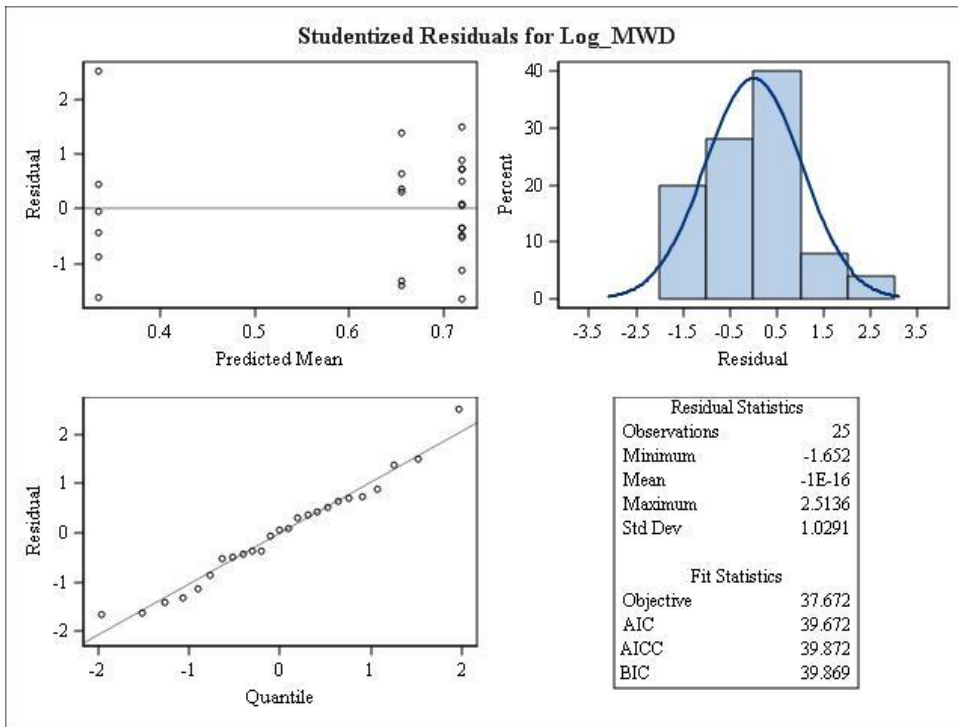 Studentized Residuals for Log_MWD
2
1
0
-1
Residual
0.4 0.5 0.6 0.7
Predicted Mean
40
30
20
10
0
Percent
-3.5 -2.5 -1.5 -0.5 0.5 1.5 2.5 3.5
Residual
2
1
0
-1
-2
Residual
-2 -1 0 1 2
Quantile
Residual Statistics
Observations 25
Minimum -1.652
Mean -1E-16
Maximum 2.5136
Std Dev 1.0291
Fit Statistics
Objective 37.672
AIC 39.672
AICC 39.872
BIC 39.869